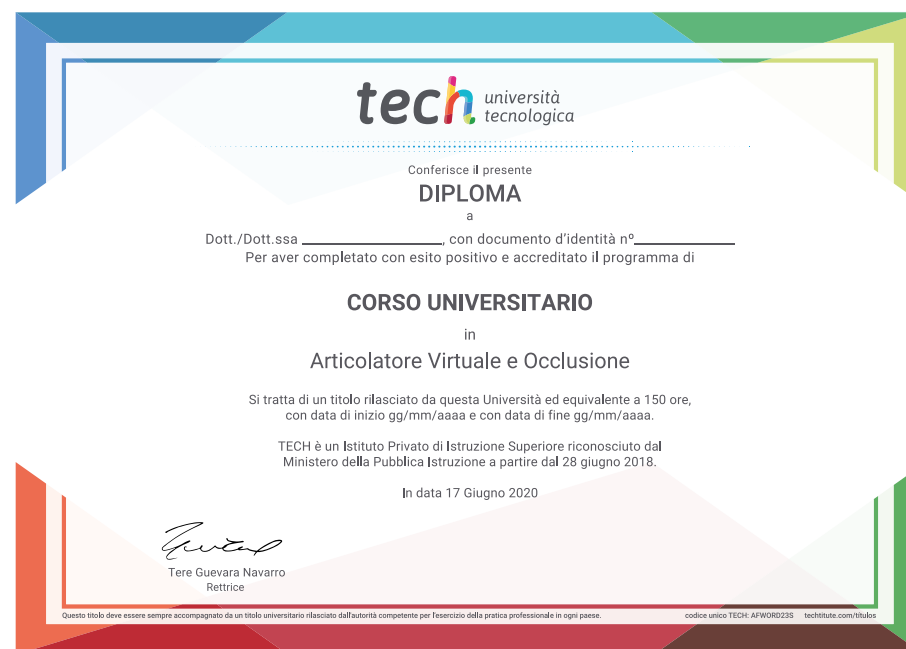 tech università
tecnologica
Conferisce il presente
DIPLOMA
a
Dott./Dott.ssa ____________________, con documento d'identità nº______________
Per aver completato con esito positivo e accreditato il programma di
CORSO UNIVERSITARIO
in
Articolatore Virtuale e Occlusione
Si tratta di un titolo rilasciato da questa Università ed equivalente a 150 ore,
con data di inizio gg/mm/aaaa e con data di fine gg/mm/aaaa.
TECH è un Istituto Privato di Istruzione Superiore riconosciuto dal
Ministero della Pubblica Istruzione a partire dal 28 giugno 2018.
In data 17 Giugno 2020
Tere Guevara Navarro
Rettrice
Questo titolo deve essere sempre accompagnato da un titolo universitario rilasciato dall'autorità competente per l'esercizio della pratica professionale in ogni paese. codice unico TECH: AFWORD23S techtitute.com/títulos